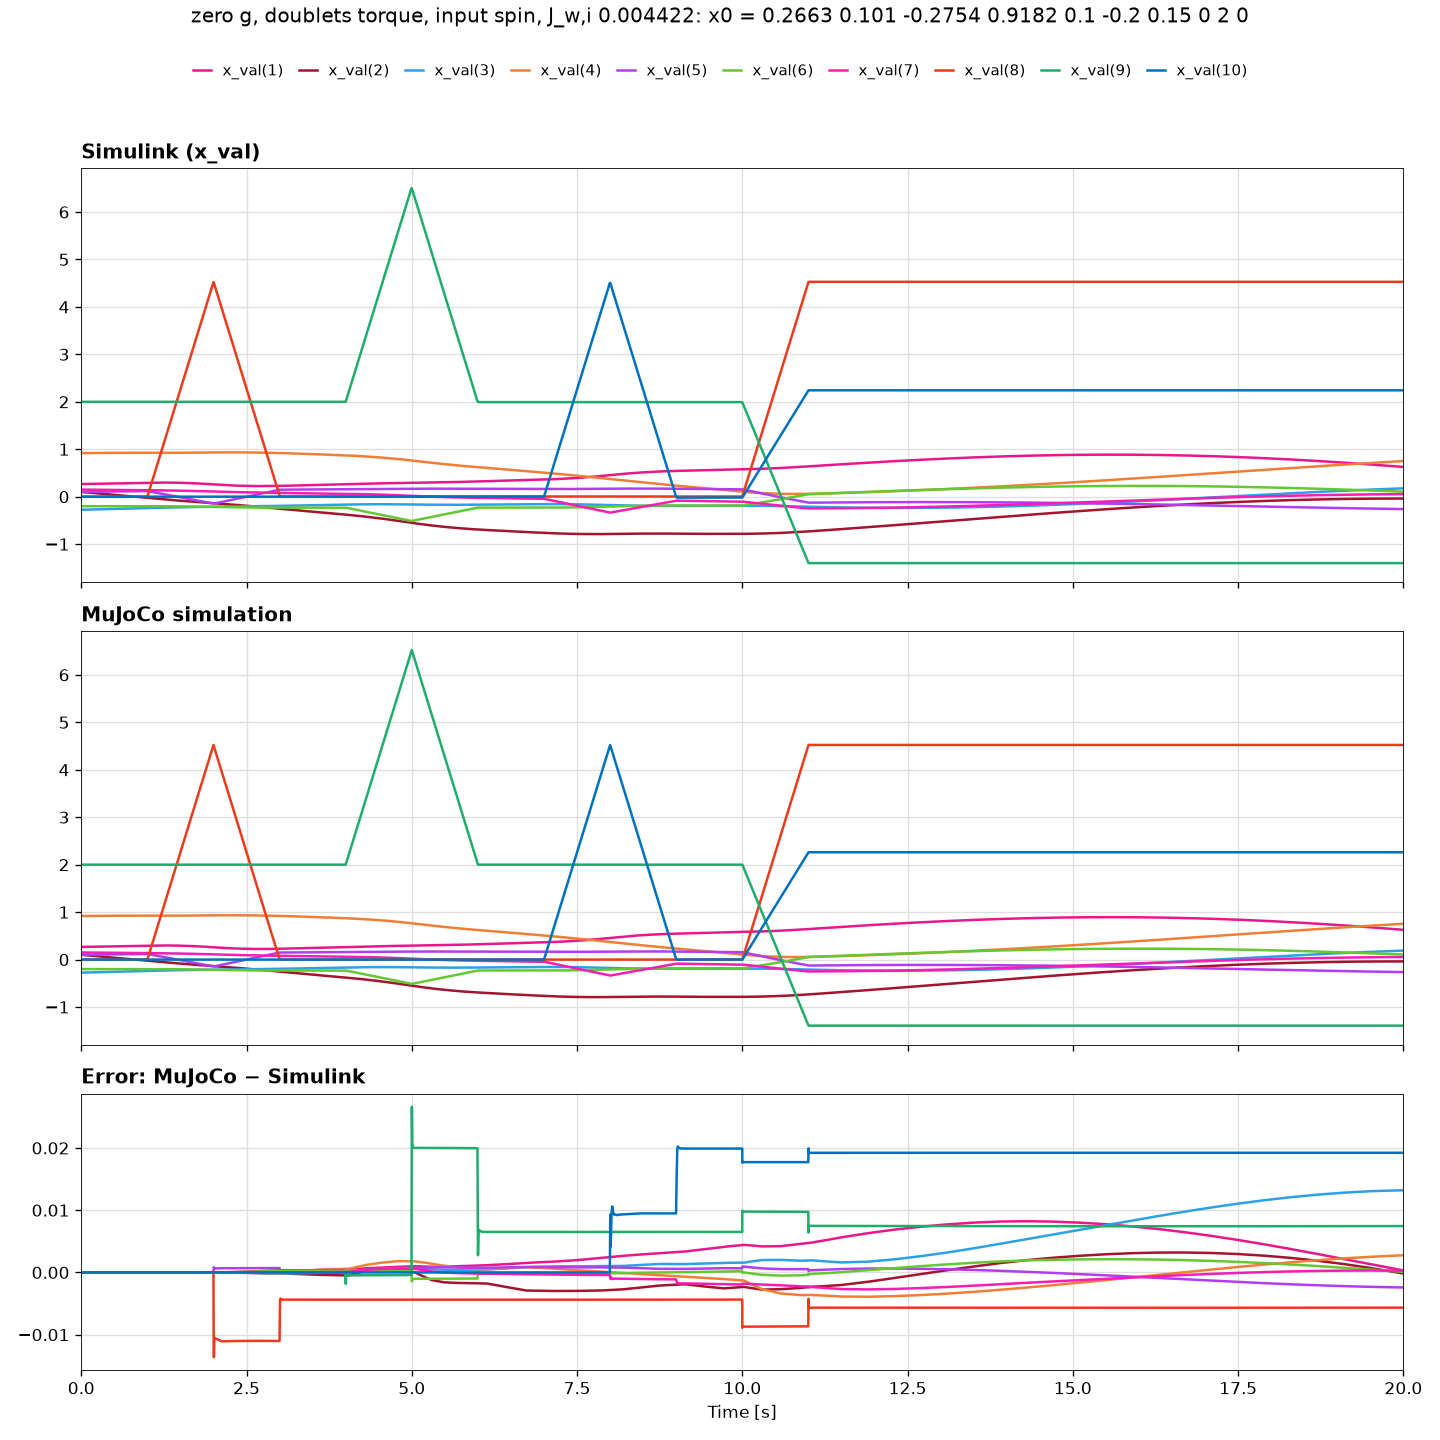 zero g, doublets torque, input spin, J_w,i 0.004422: x0 = 0.2663 0.101 -0.2754 0.9182 0.1 -0.2 0.15 0 2 0
x_val(1) x_val(2) x_val(3) x_val(4) x_val(5) x_val(6) x_val(7) x_val(8) x_val(9) x_val(10)
Simulink (x_val)
6
5
4
3
2
1
0
−1
MuJoCo simulation
6
5
4
3
2
1
0
−1
Error: MuJoCo − Simulink
0.02
0.01
0.00
−0.01
0.0 2.5 5.0 7.5 10.0 12.5 15.0 17.5 20.0
Time [s]